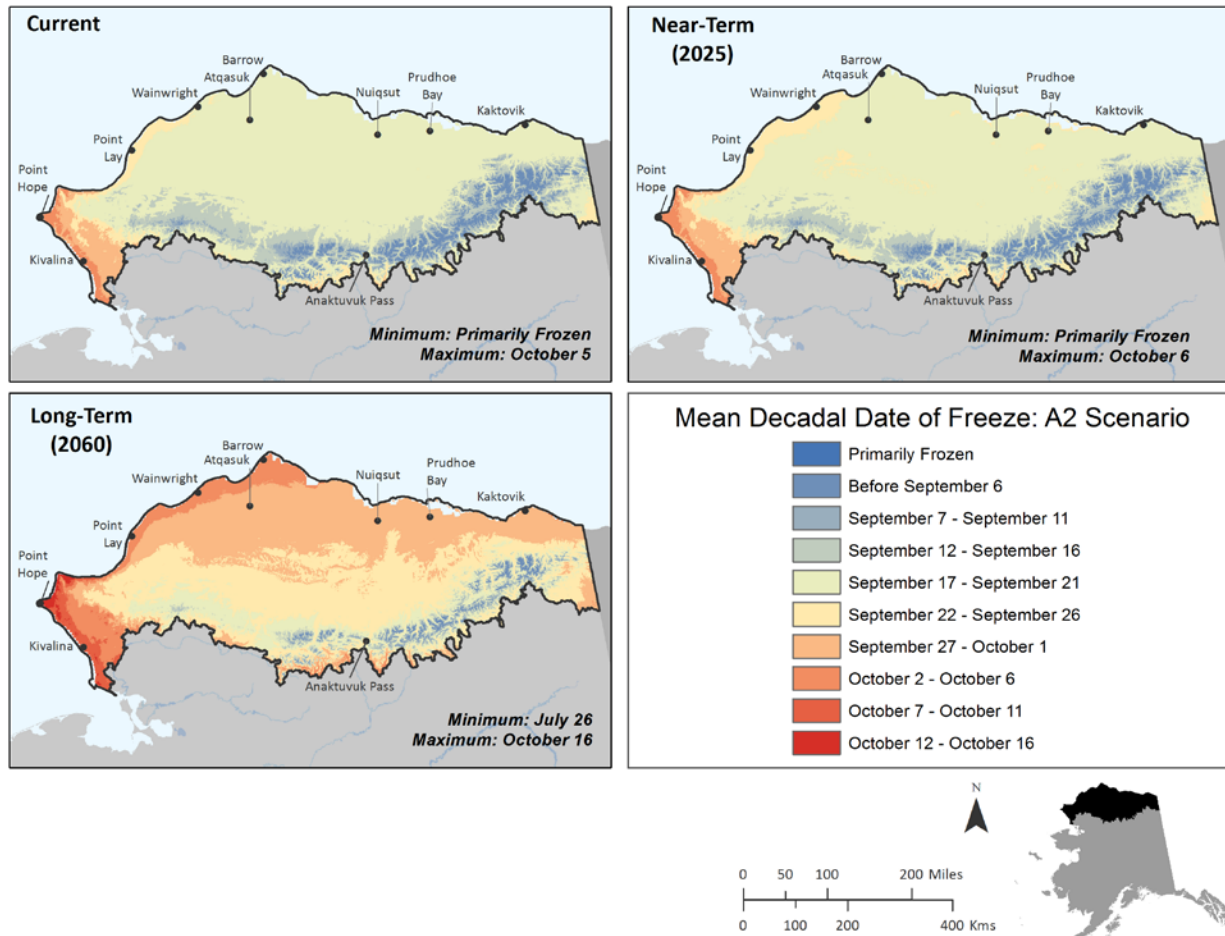 Current
Barrow
Atqasuk
Wainwright
Nuiqsut
Prudhoe
Bay
Kaktovik
Point
Lay
Point
Hope
Kivalina
Anaktuvuk Pass
Minimum: Primarily Frozen
Maximum: October 5
Near-Term
(2025)
Barrow
Atqasuk
Wainwright
Nuiqsut
Prudhoe
Bay
Kaktovik
Point
Lay
Point
Hope
Kivalina
Anaktuvuk Pass
Minimum: Primarily Frozen
Maximum: October 6
Long-Term
(2060)
Barrow
Atqasuk
Wainwright
Nuiqsut
Prudhoe
Bay
Kaktovik
Point
Lay
Point
Hope
Kivalina
Anaktuvuk Pass
Minimum: July 26
Maximum: October 16
Mean Decadal Date of Freeze: A2 Scenario
Primarily Frozen
Before September 6
September 7 - September 11
September 12 - September 16
September 17 - September 21
September 22 - September 26
September 27 - October 1
October 2 - October 6
October 7 - October 11
October 12 - October 16
N
0 50 100 200 Miles
0 100 200 400 Kms